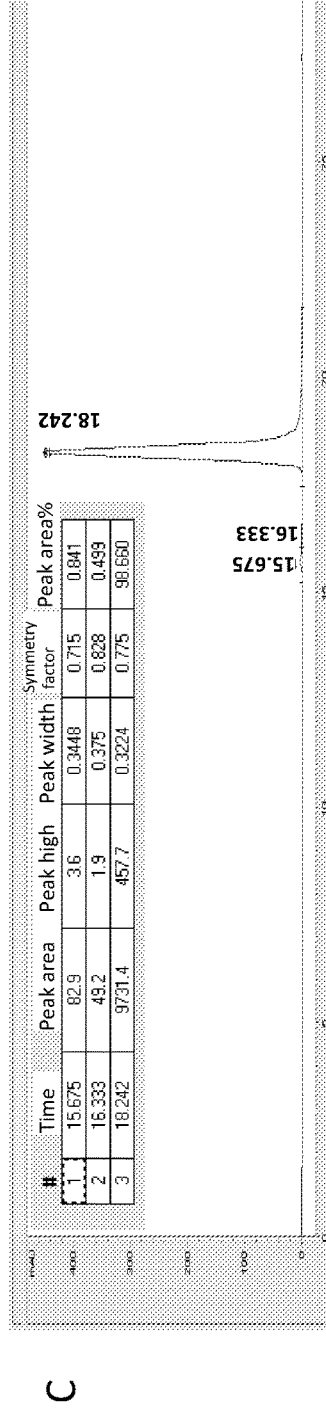 C
mAU
400
300
200
100
0
# Time Peak area Peak high Peak width Symmetry factor Peak area%
1 15.675 82.9 3.6 0.3448 0.715 0.841
2 16.333 49.2 1.9 0.375 0.828 0.499
3 18.242 9731.4 457.7 0.3224 0.775 98.660
15.675
16.333
18.242